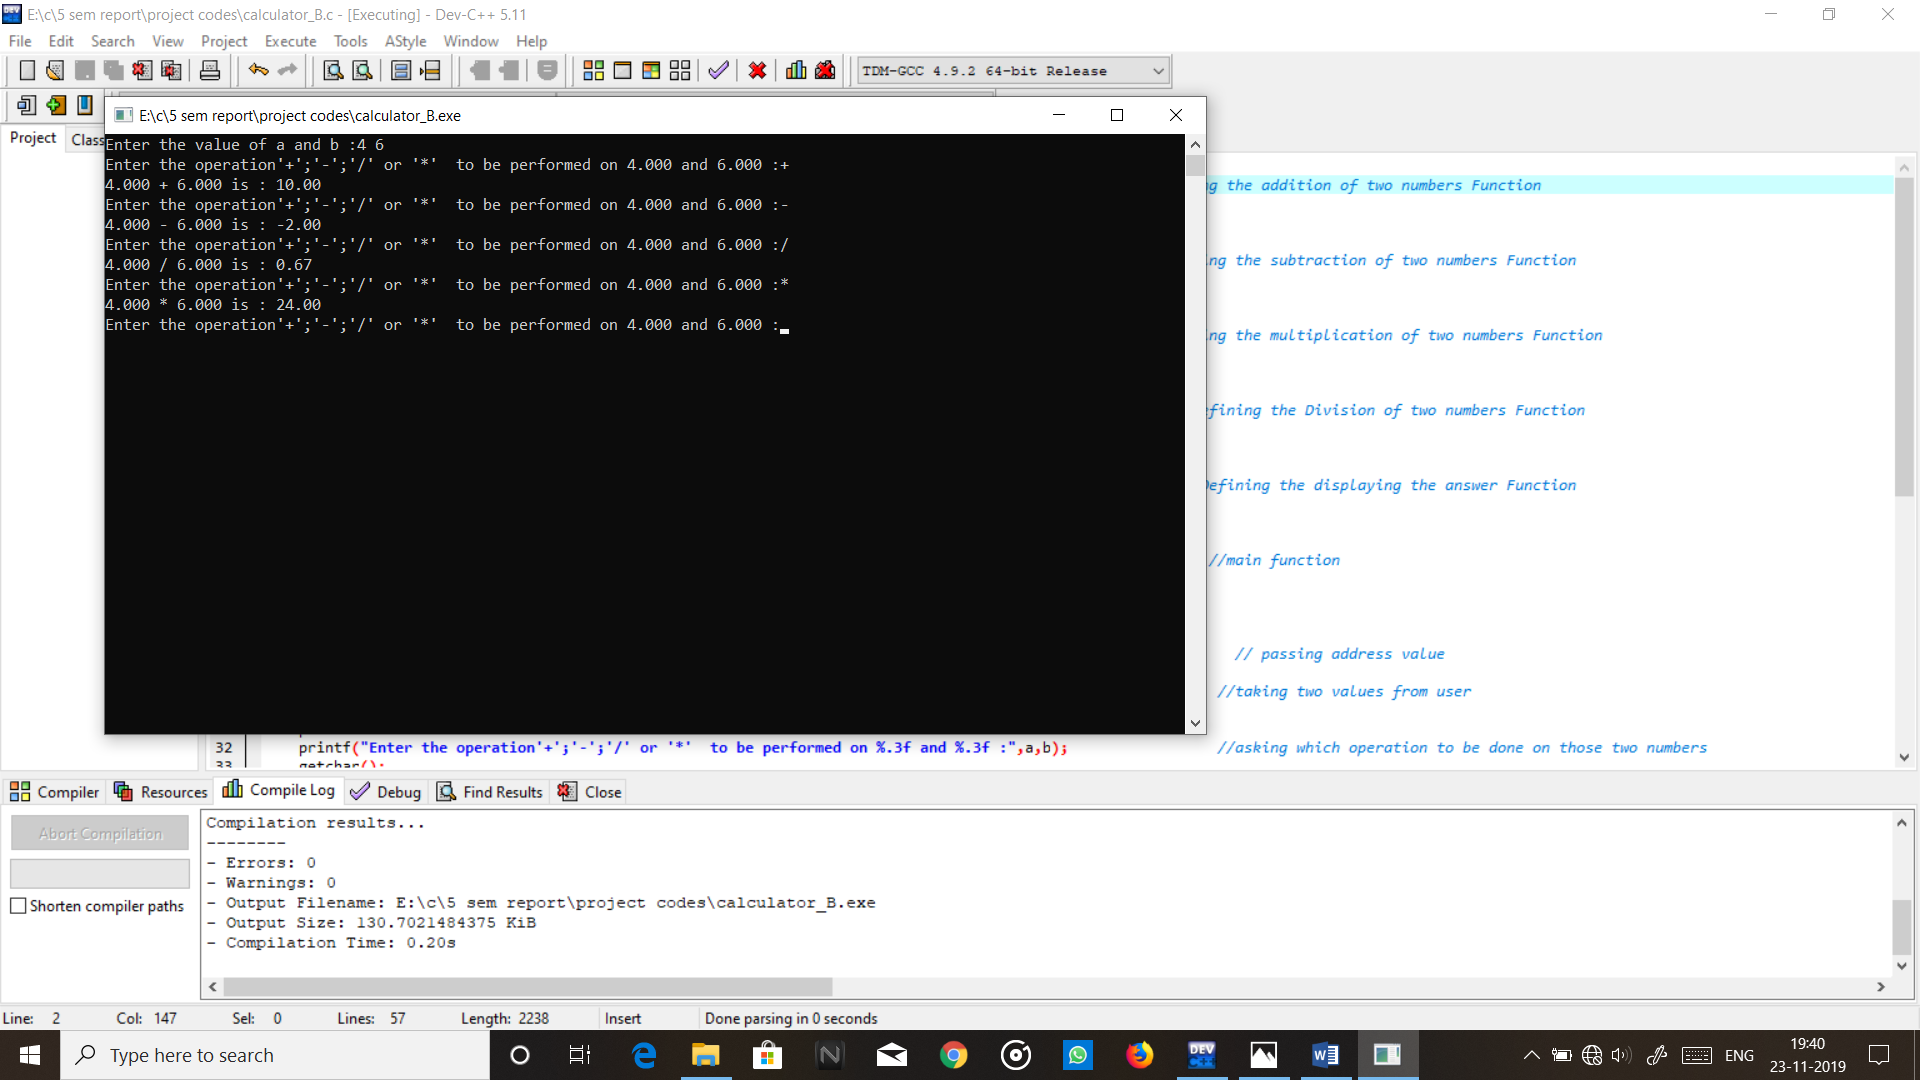 E:\c\5 sem report\project codes\calculator_B.c - [Executing] - Dev-C++ 5.11
File Edit Search View Project Execute Tools AStyle Window Help
TDM-GCC 4.9.2 64-bit Release
E:\c\5 sem report\project codes\calculator_B.exe
Project Class
Enter the value of a and b :4 6
Enter the operation'+';'-';'/' or '*'  to be performed on 4.000 and 6.000 :+
4.000 + 6.000 is : 10.00
Enter the operation'+';'-';'/' or '*'  to be performed on 4.000 and 6.000 :-
4.000 - 6.000 is : -2.00
Enter the operation'+';'-';'/' or '*'  to be performed on 4.000 and 6.000 :/
4.000 / 6.000 is : 0.67
Enter the operation'+';'-';'/' or '*'  to be performed on 4.000 and 6.000 :*
4.000 * 6.000 is : 24.00
Enter the operation'+';'-';'/' or '*'  to be performed on 4.000 and 6.000 :
the addition of two numbers Function
the subtraction of two numbers Function
the multiplication of two numbers Function
the Division of two numbers Function
Defining the displaying the answer Function
//main function
// passing address value
//taking two values from user
32 printf("Enter the operation'+';'-';'/' or '*'  to be performed on %.3f and %.3f :",a,b); //asking which operation to be done on those two numbers
33 getchar();
Compiler Resources Compile Log Debug Find Results Close
Abort Compilation
Shorten compiler paths
Compilation results...
--------
- Errors: 0
- Warnings: 0
- Output Filename: E:\c\5 sem report\project codes\calculator_B.exe
- Output Size: 130.7021484375 KiB
- Compilation Time: 0.20s
Line: 2 Col: 147 Sel: 0 Lines: 57 Length: 2238 Insert Done parsing in 0 seconds
Type here to search
DEV
ENG
19:40
23-11-2019